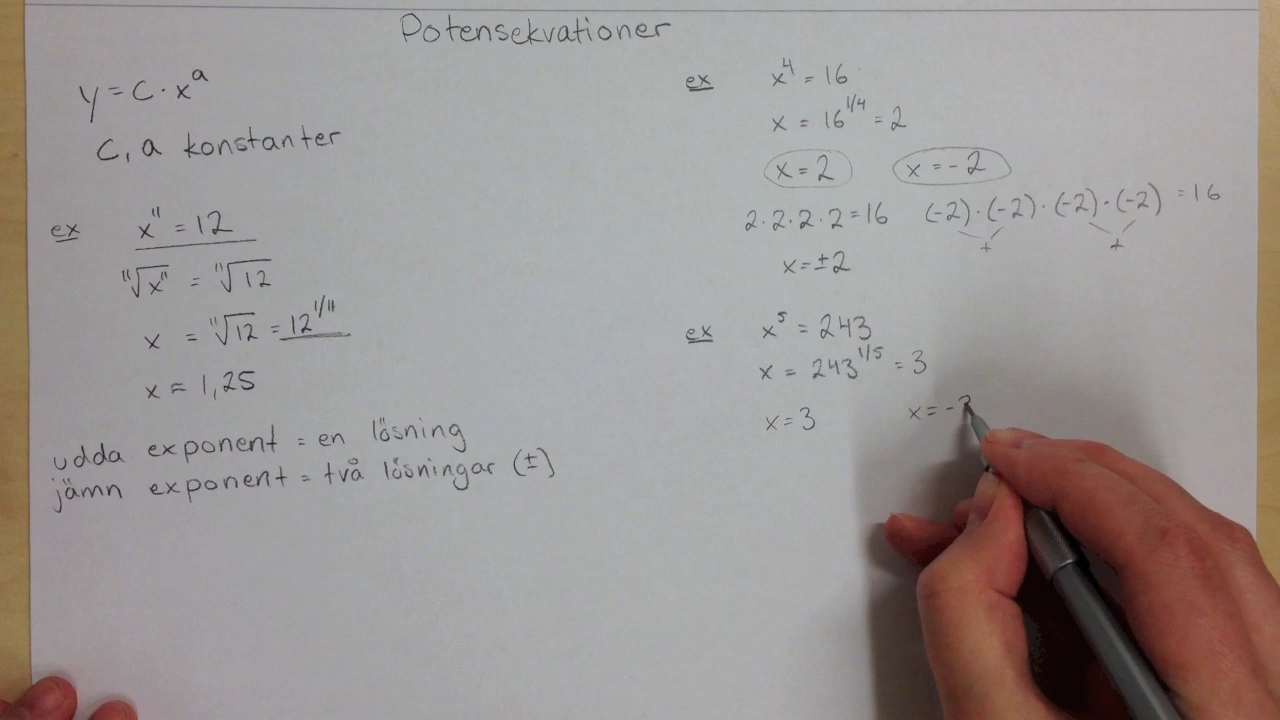 Potensekvationer
y = C · x^a
C, a konstanter
ex x^11 = 12
¹¹√x^11 = ¹¹√12
x = ¹¹√12 = 12^1/11
x ≈ 1,25
udda exponent = en lösning
jämn exponent = två lösningar (±)
ex x^4 = 16
x = 16^1/4 = 2
x = 2 x = -2
2 · 2 · 2 · 2 = 16 (-2) · (-2) · (-2) · (-2) = 16
+ +
x = ±2
ex x^5 = 243
x = 243^1/5 = 3
x = 3 x = -